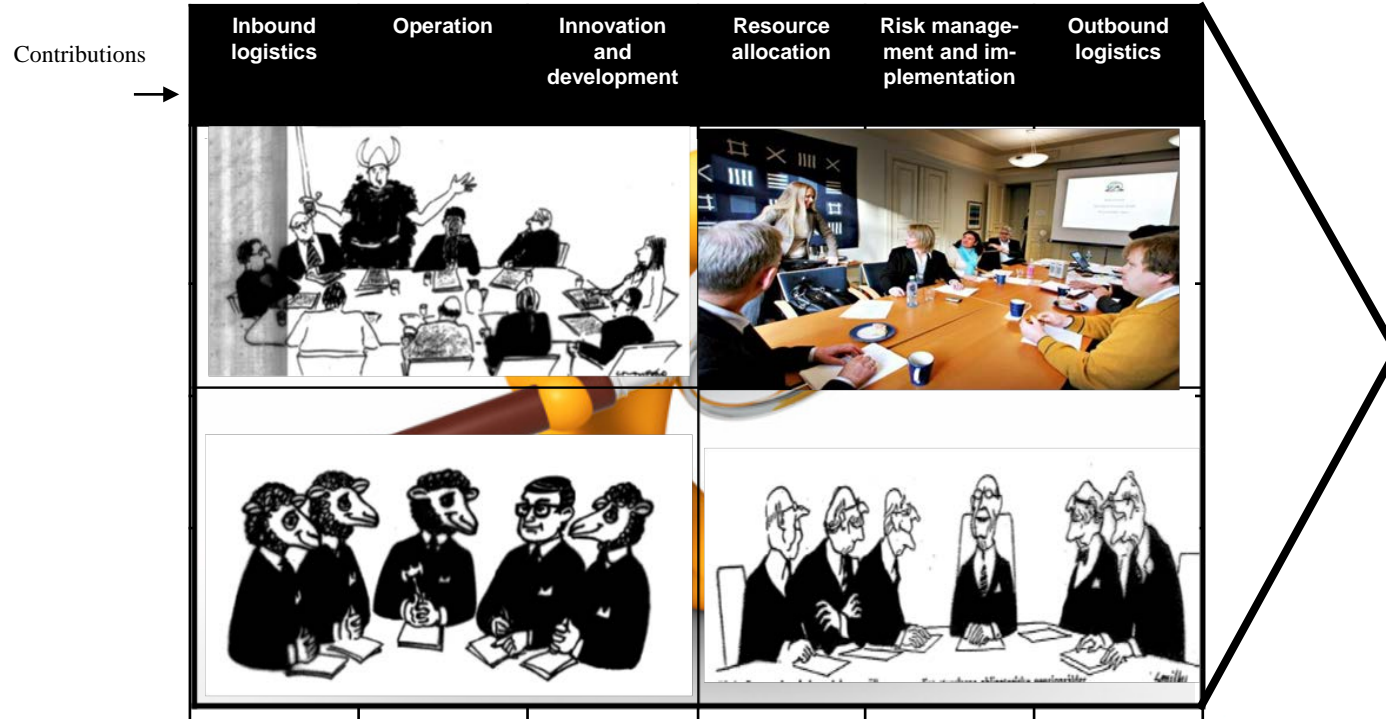 Contributions
Inbound
logistics
Operation
Innovation
and
development
Resource
allocation
Risk manage-
ment and im-
plementation
Outbound
logistics